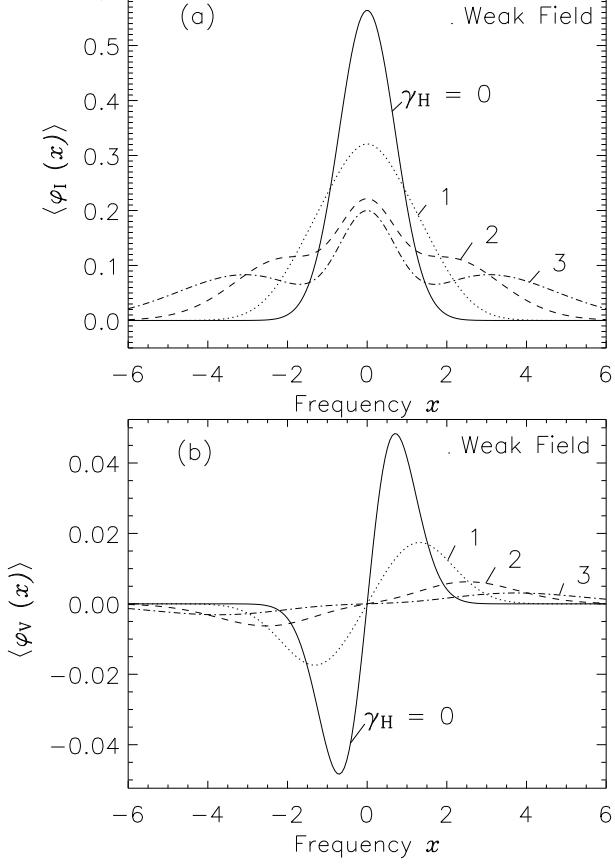 (a)
. Weak Field
γH = 0
1
2
3
0.5
0.4
0.3
0.2
0.1
0.0
⟨φI (x)⟩
−6 −4 −2 0 2 4 6
Frequency x
(b)
. Weak Field
1
2
3
γH = 0
0.04
0.02
0.00
−0.02
−0.04
⟨φV (x)⟩
−6 −4 −2 0 2 4 6
Frequency x